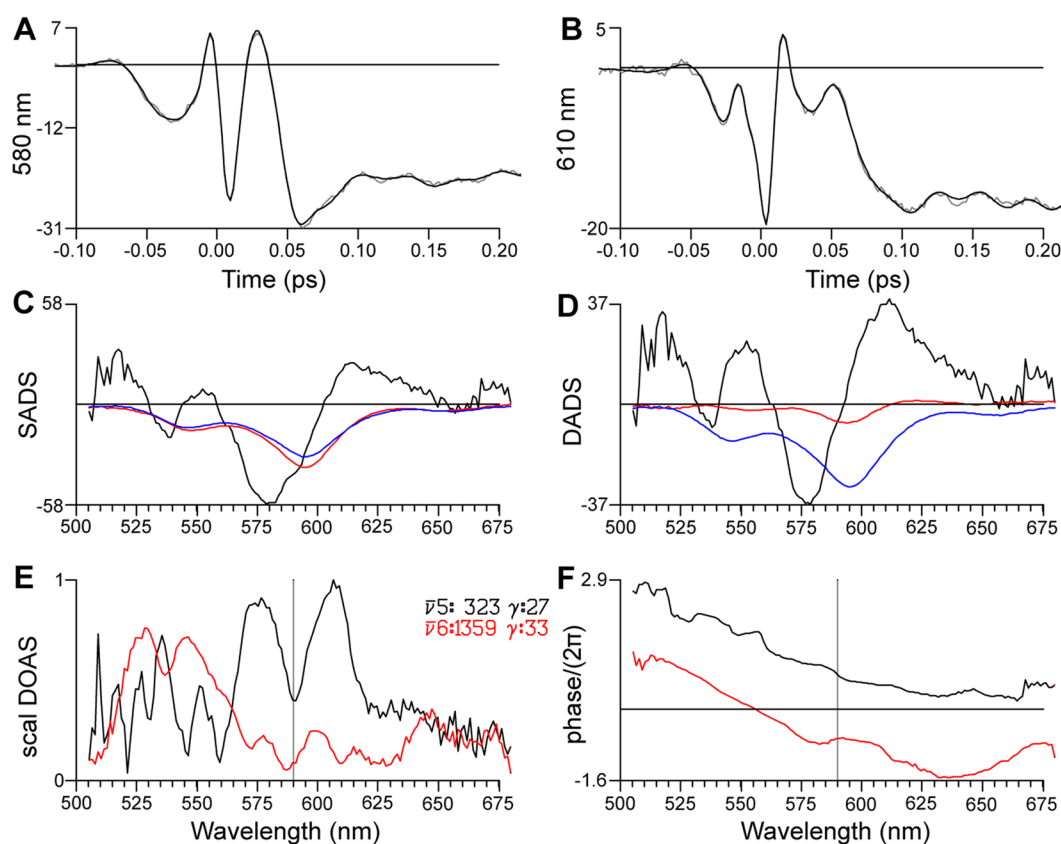 A
7
-12
-31
580 nm
-0.10 -0.05 0.00 0.05 0.10 0.15 0.20
Time (ps)
B
5
-20
610 nm
-0.10 -0.05 0.00 0.05 0.10 0.15 0.20
Time (ps)
C
58
-58
SADS
500 525 550 575 600 625 650 675
D
37
-37
DADS
500 525 550 575 600 625 650 675
E
1
0
scal DOAS
ν̅5: 323 γ:27
ν̅6:1359 γ:33
500 525 550 575 600 625 650 675
Wavelength (nm)
F
2.9
-1.6
phase/(2π)
500 525 550 575 600 625 650 675
Wavelength (nm)